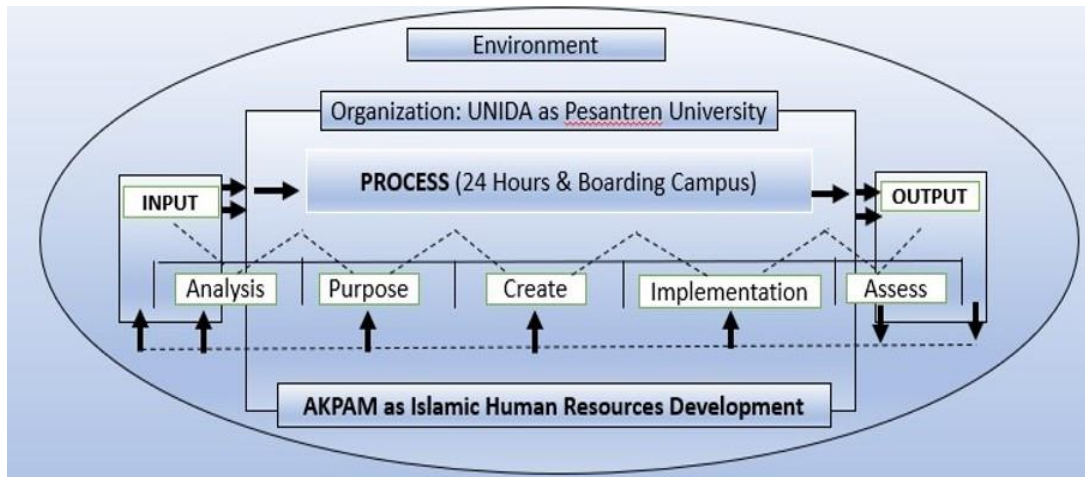 Environment
Organization: UNIDA as Pesantren University
PROCESS (24 Hours & Boarding Campus)
INPUT
OUTPUT
Analysis
Purpose
Create
Implementation
Assess
AKPAM as Islamic Human Resources Development